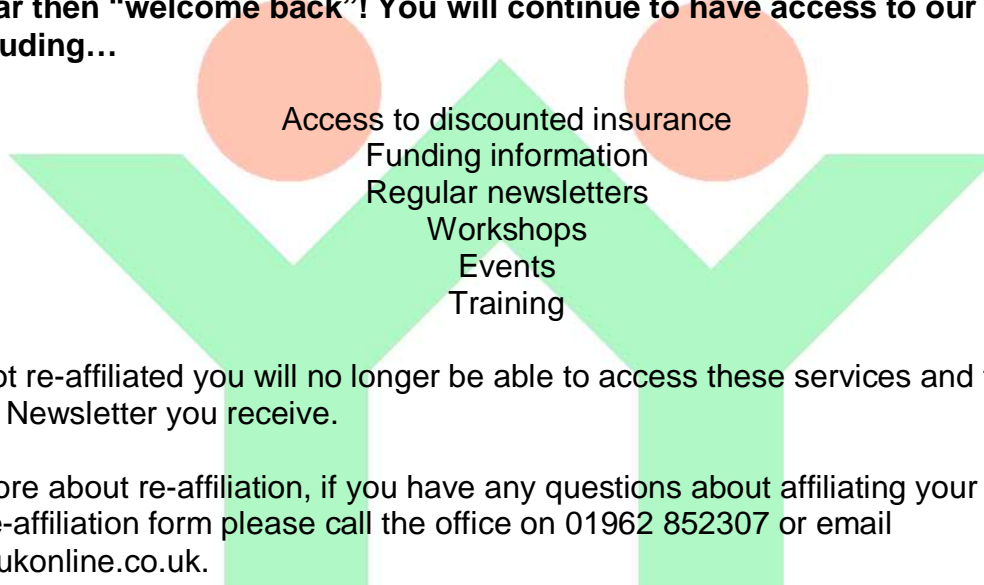 ar then “welcome back”! You will continue to have access to our
uding…
Access to discounted insurance
Funding information
Regular newsletters
Workshops
Events
Training
ot re-affiliated you will no longer be able to access these services and
Newsletter you receive.
ore about re-affiliation, if you have any questions about affiliating your
e-affiliation form please call the office on 01962 852307 or email
ukonline.co.uk.